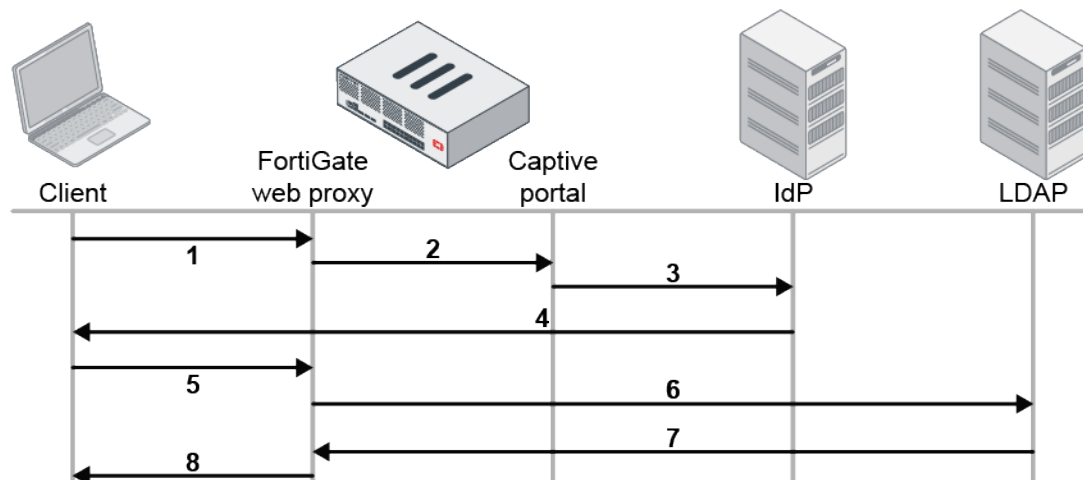 Client
FortiGate
web proxy
Captive
portal
IdP
LDAP
1
2
3
4
5
6
7
8